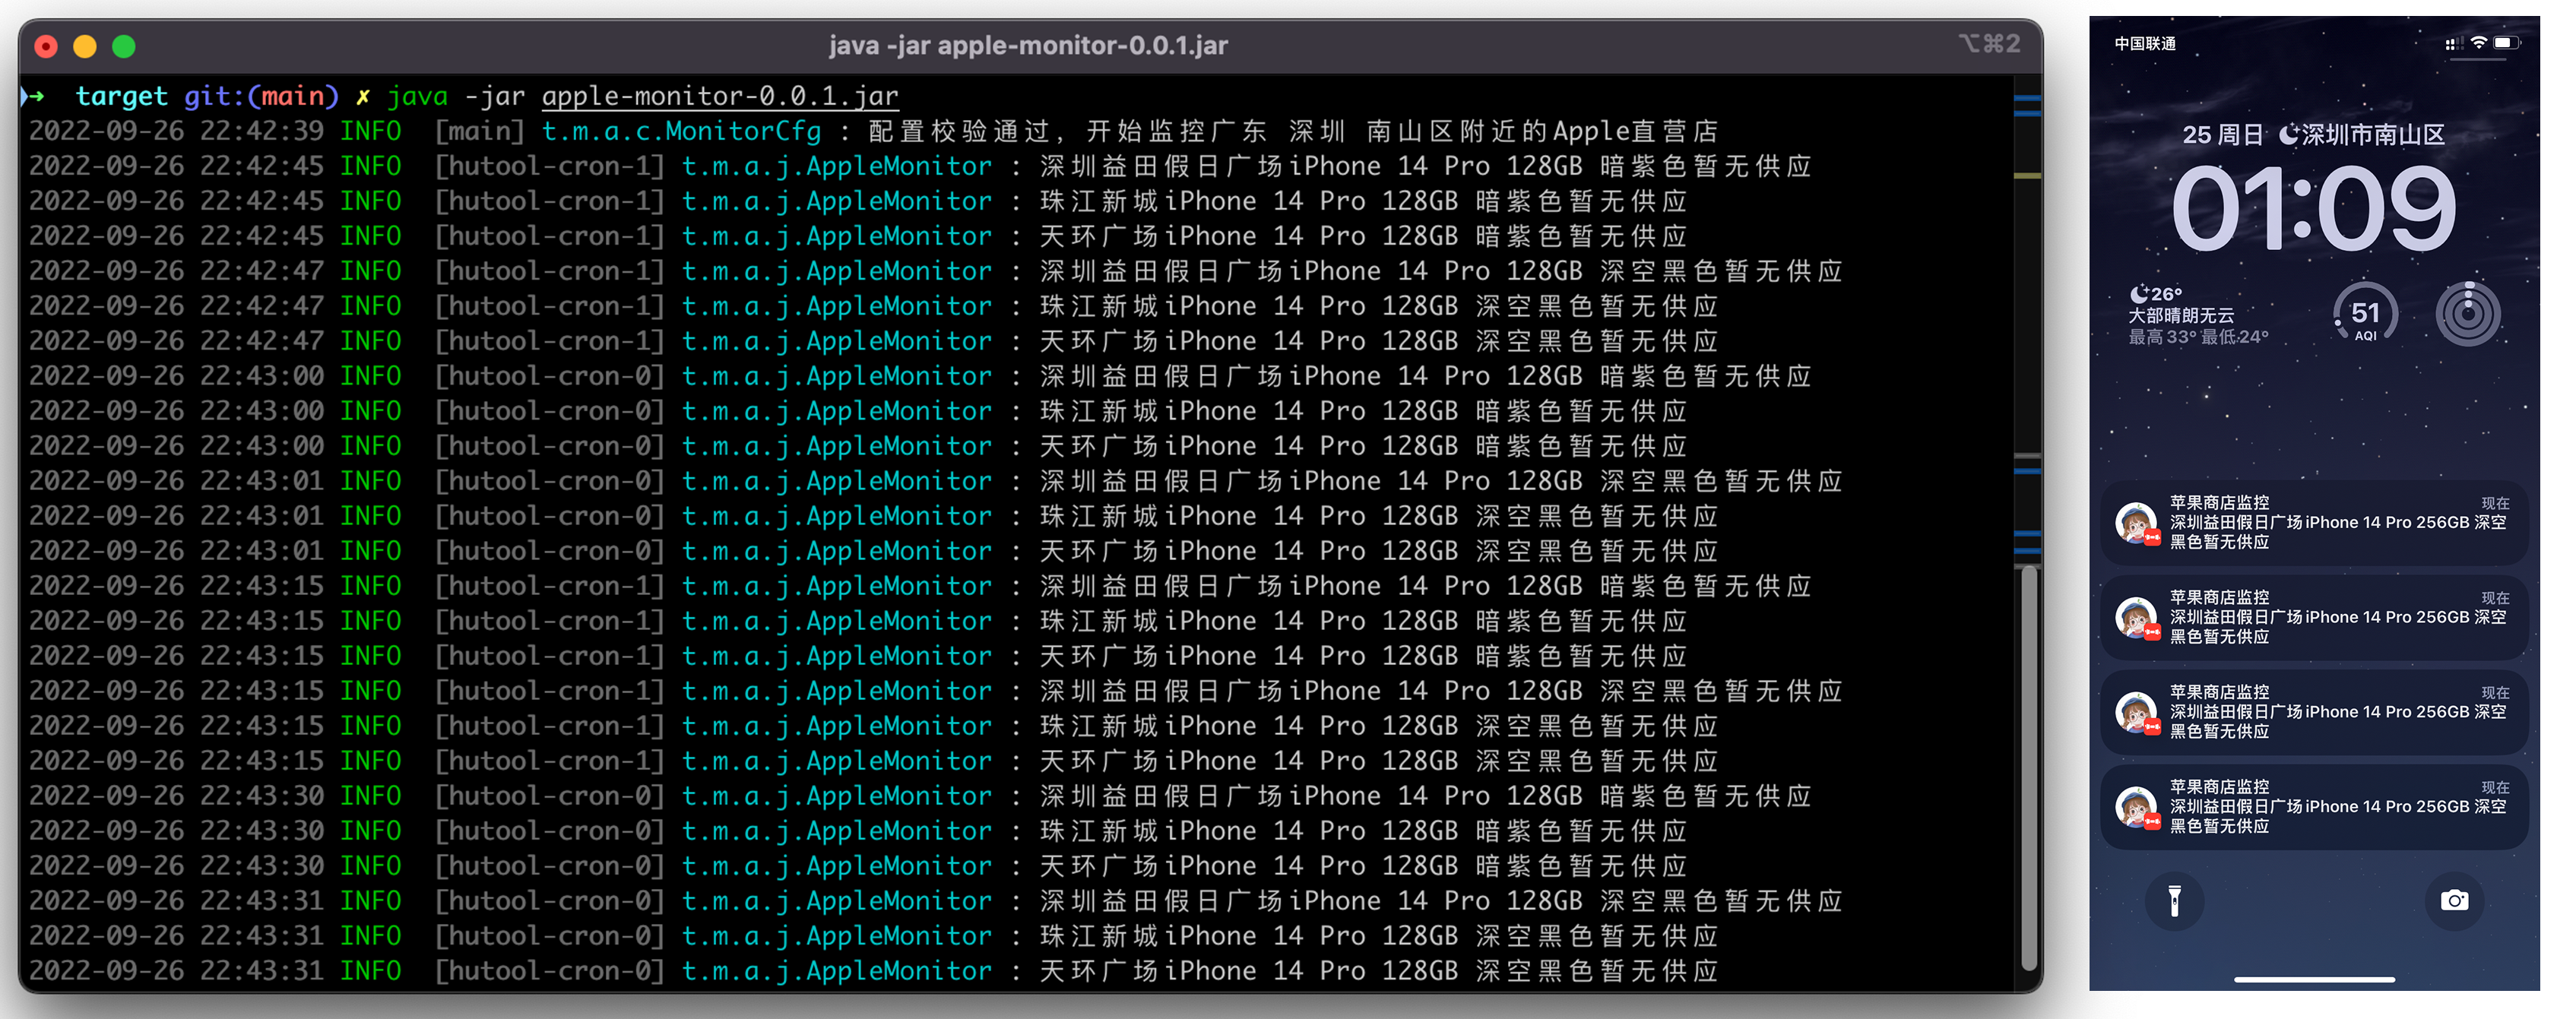 java -jar apple-monitor-0.0.1.jar
⌥⌘2
➜ target git:(main) ✗ java -jar apple-monitor-0.0.1.jar
2022-09-26 22:42:39 INFO [main] t.m.a.c.MonitorCfg : 配置校验通过, 开始监控广东 深圳 南山区附近的Apple直营店
2022-09-26 22:42:45 INFO [hutool-cron-1] t.m.a.j.AppleMonitor : 深圳益田假日广场iPhone 14 Pro 128GB 暗紫色暂无供应
2022-09-26 22:42:45 INFO [hutool-cron-1] t.m.a.j.AppleMonitor : 珠江新城iPhone 14 Pro 128GB 暗紫色暂无供应
2022-09-26 22:42:45 INFO [hutool-cron-1] t.m.a.j.AppleMonitor : 天环广场iPhone 14 Pro 128GB 暗紫色暂无供应
2022-09-26 22:42:47 INFO [hutool-cron-1] t.m.a.j.AppleMonitor : 深圳益田假日广场iPhone 14 Pro 128GB 深空黑色暂无供应
2022-09-26 22:42:47 INFO [hutool-cron-1] t.m.a.j.AppleMonitor : 珠江新城iPhone 14 Pro 128GB 深空黑色暂无供应
2022-09-26 22:42:47 INFO [hutool-cron-1] t.m.a.j.AppleMonitor : 天环广场iPhone 14 Pro 128GB 深空黑色暂无供应
2022-09-26 22:43:00 INFO [hutool-cron-0] t.m.a.j.AppleMonitor : 深圳益田假日广场iPhone 14 Pro 128GB 暗紫色暂无供应
2022-09-26 22:43:00 INFO [hutool-cron-0] t.m.a.j.AppleMonitor : 珠江新城iPhone 14 Pro 128GB 暗紫色暂无供应
2022-09-26 22:43:00 INFO [hutool-cron-0] t.m.a.j.AppleMonitor : 天环广场iPhone 14 Pro 128GB 暗紫色暂无供应
2022-09-26 22:43:01 INFO [hutool-cron-0] t.m.a.j.AppleMonitor : 深圳益田假日广场iPhone 14 Pro 128GB 深空黑色暂无供应
2022-09-26 22:43:01 INFO [hutool-cron-0] t.m.a.j.AppleMonitor : 珠江新城iPhone 14 Pro 128GB 深空黑色暂无供应
2022-09-26 22:43:01 INFO [hutool-cron-0] t.m.a.j.AppleMonitor : 天环广场iPhone 14 Pro 128GB 深空黑色暂无供应
2022-09-26 22:43:15 INFO [hutool-cron-1] t.m.a.j.AppleMonitor : 深圳益田假日广场iPhone 14 Pro 128GB 暗紫色暂无供应
2022-09-26 22:43:15 INFO [hutool-cron-1] t.m.a.j.AppleMonitor : 珠江新城iPhone 14 Pro 128GB 暗紫色暂无供应
2022-09-26 22:43:15 INFO [hutool-cron-1] t.m.a.j.AppleMonitor : 天环广场iPhone 14 Pro 128GB 暗紫色暂无供应
2022-09-26 22:43:15 INFO [hutool-cron-1] t.m.a.j.AppleMonitor : 深圳益田假日广场iPhone 14 Pro 128GB 深空黑色暂无供应
2022-09-26 22:43:15 INFO [hutool-cron-1] t.m.a.j.AppleMonitor : 珠江新城iPhone 14 Pro 128GB 深空黑色暂无供应
2022-09-26 22:43:15 INFO [hutool-cron-1] t.m.a.j.AppleMonitor : 天环广场iPhone 14 Pro 128GB 深空黑色暂无供应
2022-09-26 22:43:30 INFO [hutool-cron-0] t.m.a.j.AppleMonitor : 深圳益田假日广场iPhone 14 Pro 128GB 暗紫色暂无供应
2022-09-26 22:43:30 INFO [hutool-cron-0] t.m.a.j.AppleMonitor : 珠江新城iPhone 14 Pro 128GB 暗紫色暂无供应
2022-09-26 22:43:30 INFO [hutool-cron-0] t.m.a.j.AppleMonitor : 天环广场iPhone 14 Pro 128GB 暗紫色暂无供应
2022-09-26 22:43:31 INFO [hutool-cron-0] t.m.a.j.AppleMonitor : 深圳益田假日广场iPhone 14 Pro 128GB 深空黑色暂无供应
2022-09-26 22:43:31 INFO [hutool-cron-0] t.m.a.j.AppleMonitor : 珠江新城iPhone 14 Pro 128GB 深空黑色暂无供应
2022-09-26 22:43:31 INFO [hutool-cron-0] t.m.a.j.AppleMonitor : 天环广场iPhone 14 Pro 128GB 深空黑色暂无供应
中国联通
25 周日 深圳市南山区
01:09
26°
大部晴朗无云
最高 33° 最低 24°
51
AQI
苹果商店监控 现在
深圳益田假日广场iPhone 14 Pro 256GB 深空
黑色暂无供应
苹果商店监控 现在
深圳益田假日广场iPhone 14 Pro 256GB 深空
黑色暂无供应
苹果商店监控 现在
深圳益田假日广场iPhone 14 Pro 256GB 深空
黑色暂无供应
苹果商店监控 现在
深圳益田假日广场iPhone 14 Pro 256GB 深空
黑色暂无供应